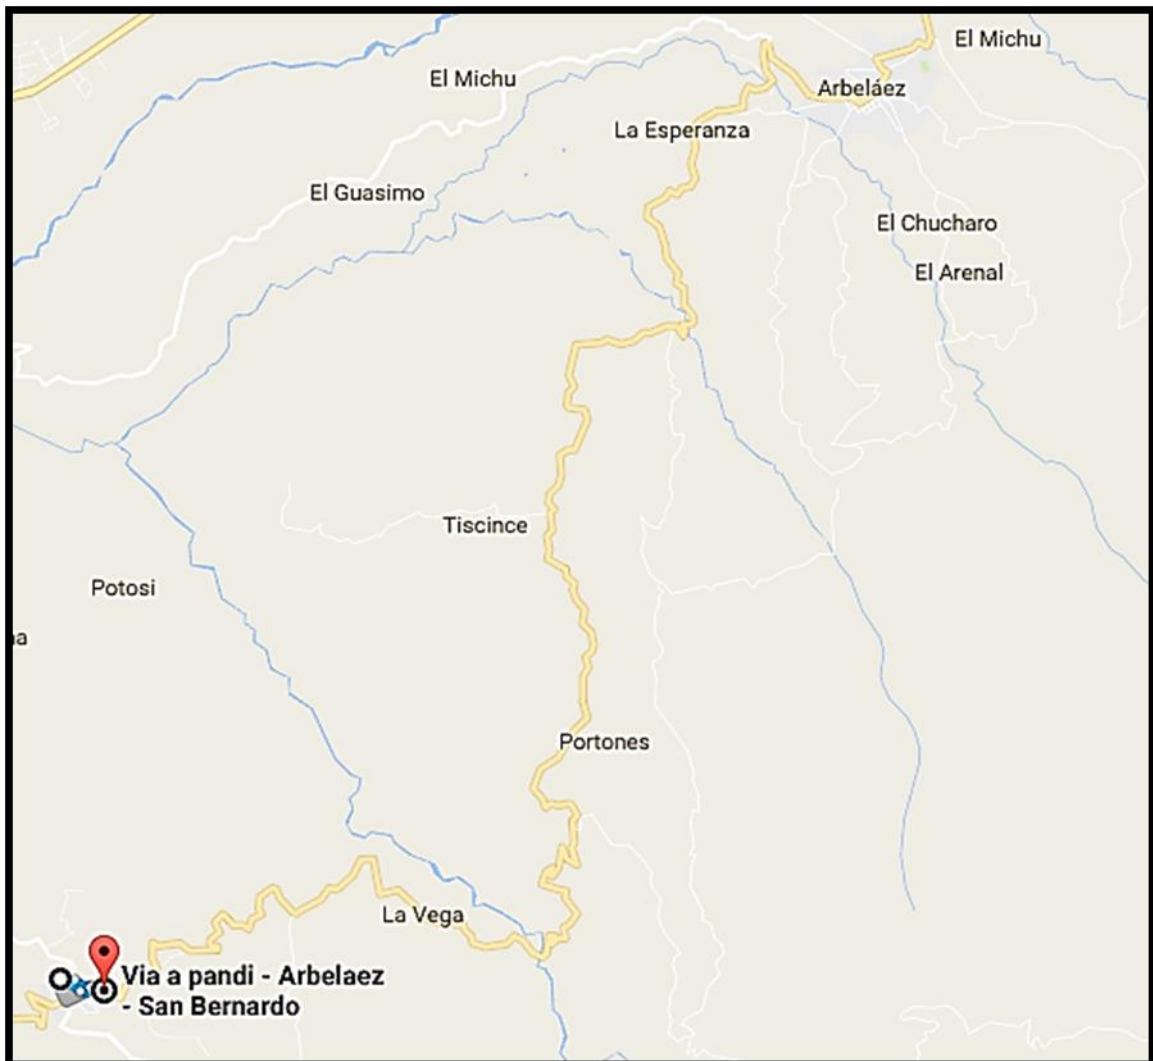 El Michu
El Michu
Arbeláez
La Esperanza
El Guasimo
El Chucharo
El Arenal
Tiscince
Potosi
Portones
La Vega
Via a pandi - Arbelaez
- San Bernardo